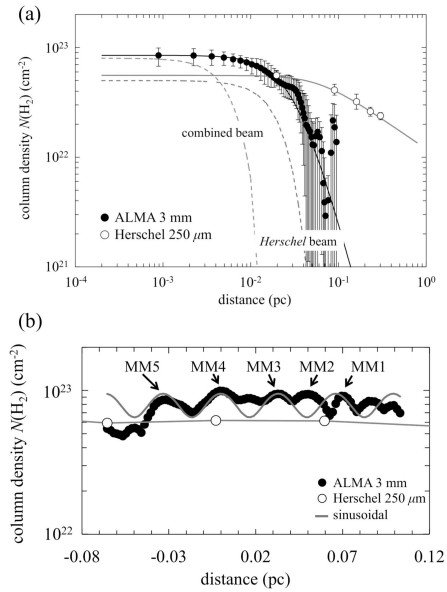 (a)
10^23
10^22
10^21
column density N(H₂) (cm⁻²)
combined beam
Herschel beam
ALMA 3 mm
Herschel 250 μm
10^-4
10^-3
10^-2
10^-1
10^0
distance (pc)
(b)
MM5
MM4
MM3
MM2
MM1
10^23
10^22
column density N(H₂) (cm⁻²)
ALMA 3 mm
Herschel 250 μm
sinusoidal
-0.08
-0.03
0.02
0.07
0.12
distance (pc)